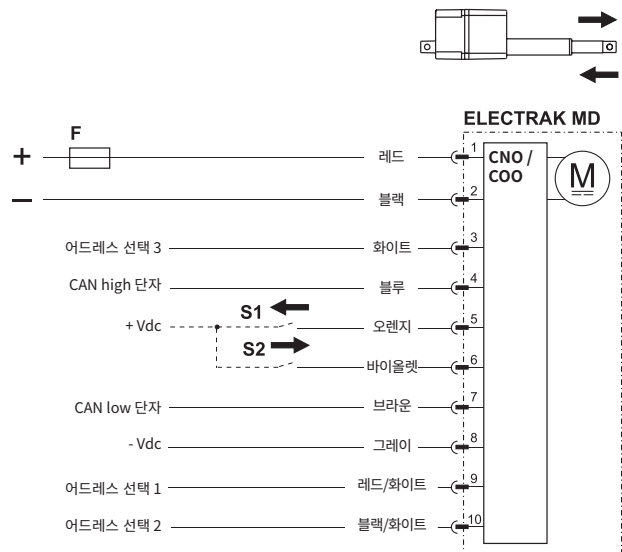 ELECTRAK MD
F
+ 레드 1 CNO / COO M
− 블랙 2
어드레스 선택 3 화이트 3
CAN high 단자 블루 4
S1
+ Vdc 오렌지 5
S2
바이올렛 6
CAN low 단자 브라운 7
- Vdc 그레이 8
어드레스 선택 1 레드/화이트 9
어드레스 선택 2 블랙/화이트 10